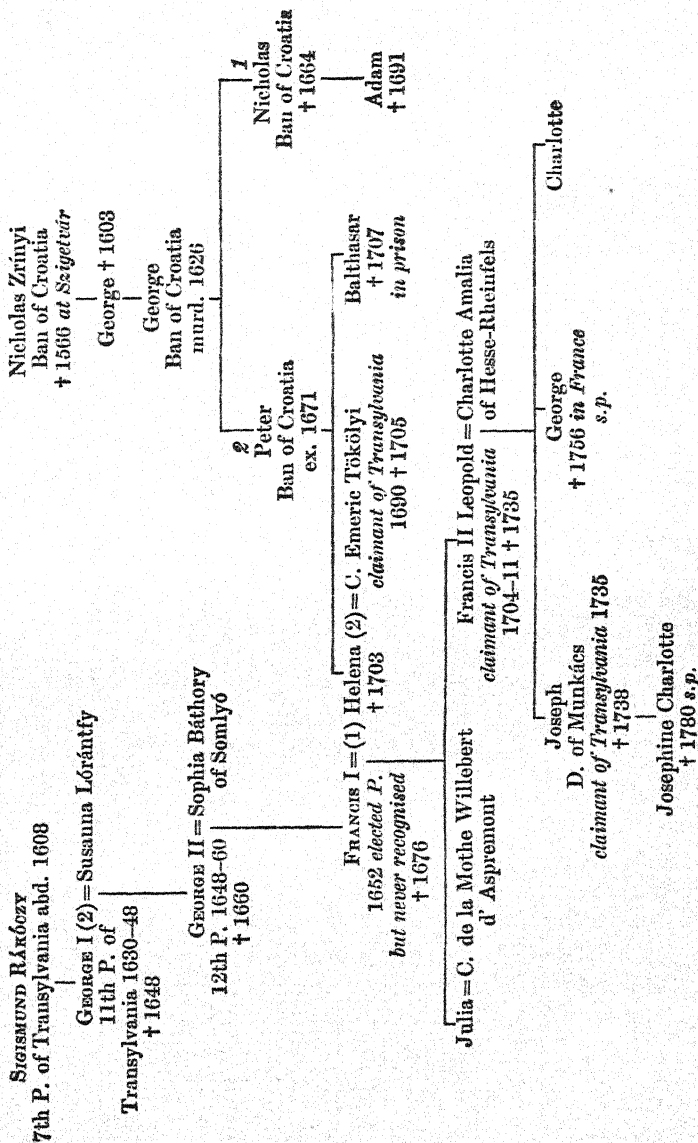 SIGISMUND RÁKÓCZY
7th P. of Transylvania abd. 1608
GEORGE I (2)=Susanna Lórántfy
11th P. of
Transylvania 1630–48
† 1648
GEORGE II=Sophia Báthory
12th P. 1648–60 of Somlyó
† 1660
Nicholas Zrínyi
Ban of Croatia
† 1566 at Szigetvár
George † 1603
George
Ban of Croatia
murd. 1626
2
Peter
Ban of Croatia
ex. 1671
1
Nicholas
Ban of Croatia
† 1664
Adam
† 1691
FRANCIS I=(1) Helena (2)=C. Emeric Tökölyi
1652 elected P. † 1703 claimant of Transylvania
but never recognised 1690 † 1705
† 1676
Balthasar
† 1707
in prison
Julia=C. de la Mothe Willebert
d' Aspremont
Francis II Leopold=Charlotte Amalia
claimant of Transylvania of Hesse-Rheinfels
1704–11 † 1735
Joseph
D. of Munkács
claimant of Transylvania 1735
† 1738
George
† 1756 in France
s.p.
Charlotte
Josephine Charlotte
† 1780 s.p.